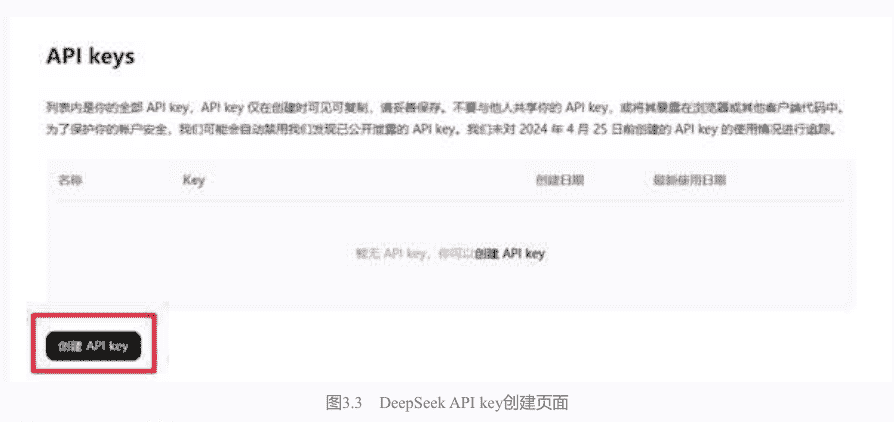 API keys
列表内是你的全部 API key，API key 仅在创建时可见可复制，请妥善保存。不要与他人共享你的 API key，或将其暴露在浏览器或其他客户端代码中。
为了保护你的帐户安全，我们可能会自动禁用我们发现已公开泄露的 API key。我们未对 2024 年 4 月 25 日前创建的 API key 的使用情况进行追踪。
名称 Key 创建日期 最新使用日期
暂无 API key，你可以创建 API key
创建 API key
图3.3 DeepSeek API key创建页面